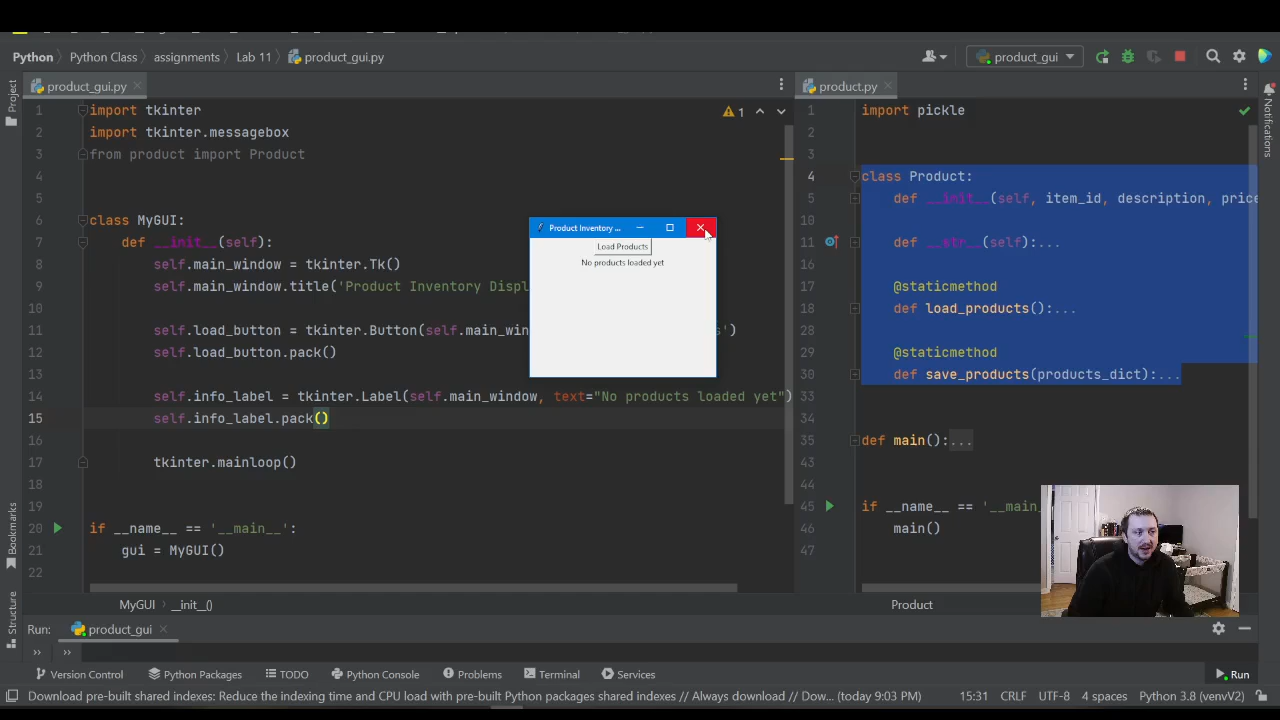 Python Python Class assignments Lab 11 product_gui.py product_gui
product_gui.py
product.py
Project
Notifications
1 import tkinter
2 import tkinter.messagebox
3 from product import Product
4
5
6 class MyGUI:
7 def __init__(self):
8 self.main_window = tkinter.Tk()
9 self.main_window.title('Product Inventory Displ
10
11 self.load_button = tkinter.Button(self.main_win s')
12 self.load_button.pack()
13
14 self.info_label = tkinter.Label(self.main_window, text="No products loaded yet")
15 self.info_label.pack()
16
17 tkinter.mainloop()
18
19
20 if __name__ == '__main__':
21 gui = MyGUI()
22
1
Product Inventory ...
Load Products
No products loaded yet
1 import pickle
2
3
4 class Product:
5 def __init__(self, item_id, description, price
10
11 def __str__(self):...
16
17 @staticmethod
18 def load_products():...
28
29 @staticmethod
30 def save_products(products_dict):...
33
34
35 def main():...
43
44
45 if __name__ == '__main_
46 main()
47
MyGUI __init__()
Product
Bookmarks
Structure
Run: product_gui
Version Control Python Packages TODO Python Console Problems Terminal Services Run
Download pre-built shared indexes: Reduce the indexing time and CPU load with pre-built Python packages shared indexes // Always download // Dow... (today 9:03 PM) 15:31 CRLF UTF-8 4 spaces Python 3.8 (venvV2)